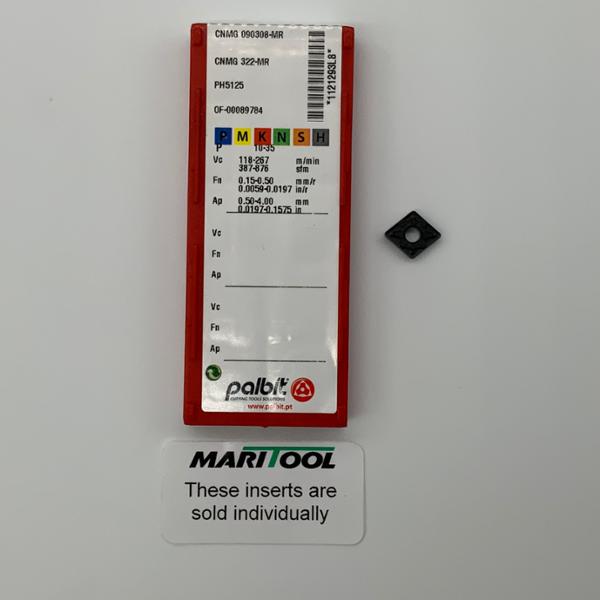 CNMG 090308-MR
CNMG 322-MR
PH5125
OF-00089784
*1121293L8*
P M K N S H
P 10-35
Vc 118-267 m/min
387-876 sfm
Fn 0.15-0.50 mm/r
0.0059-0.0197 in/r
Ap 0.50-4.00 mm
0.0197-0.1575 in
Vc
Fn
Ap
Vc
Fn
Ap
palbit
CUTTING TOOLS SOLUTIONS
www.palbit.pt
MARITOOL
These inserts are
sold individually